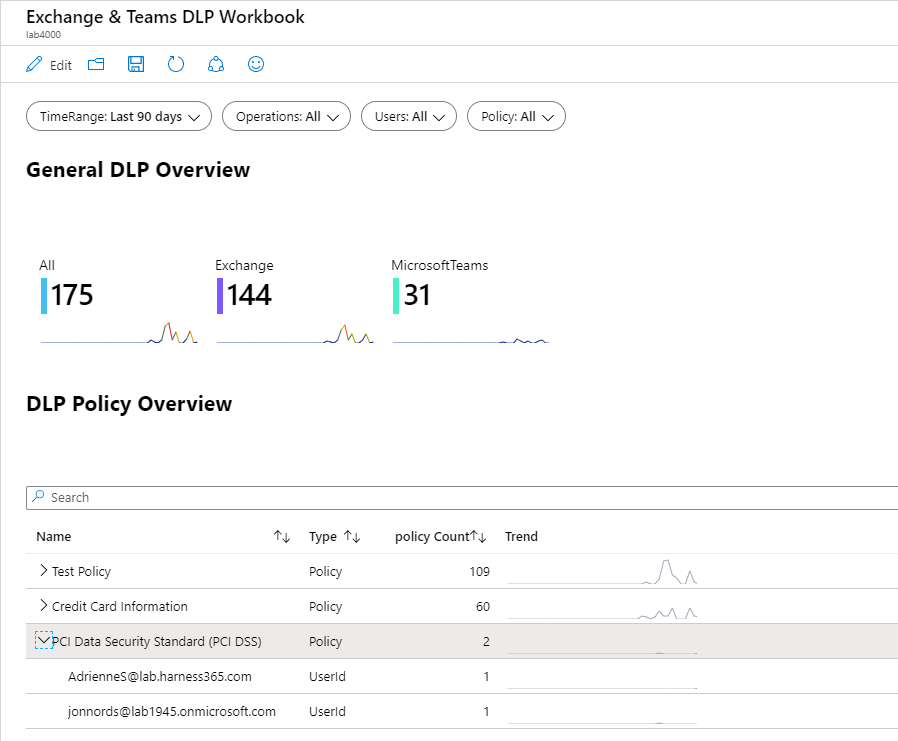 Exchange & Teams DLP Workbook
lab4000
Edit
TimeRange: Last 90 days Operations: All Users: All Policy: All
General DLP Overview
All Exchange MicrosoftTeams
175 144 31
DLP Policy Overview
Search
Name Type policy Count Trend
Test Policy Policy 109
Credit Card Information Policy 60
PCI Data Security Standard (PCI DSS) Policy 2
AdrienneS@lab.harness365.com UserId 1
jonnords@lab1945.onmicrosoft.com UserId 1